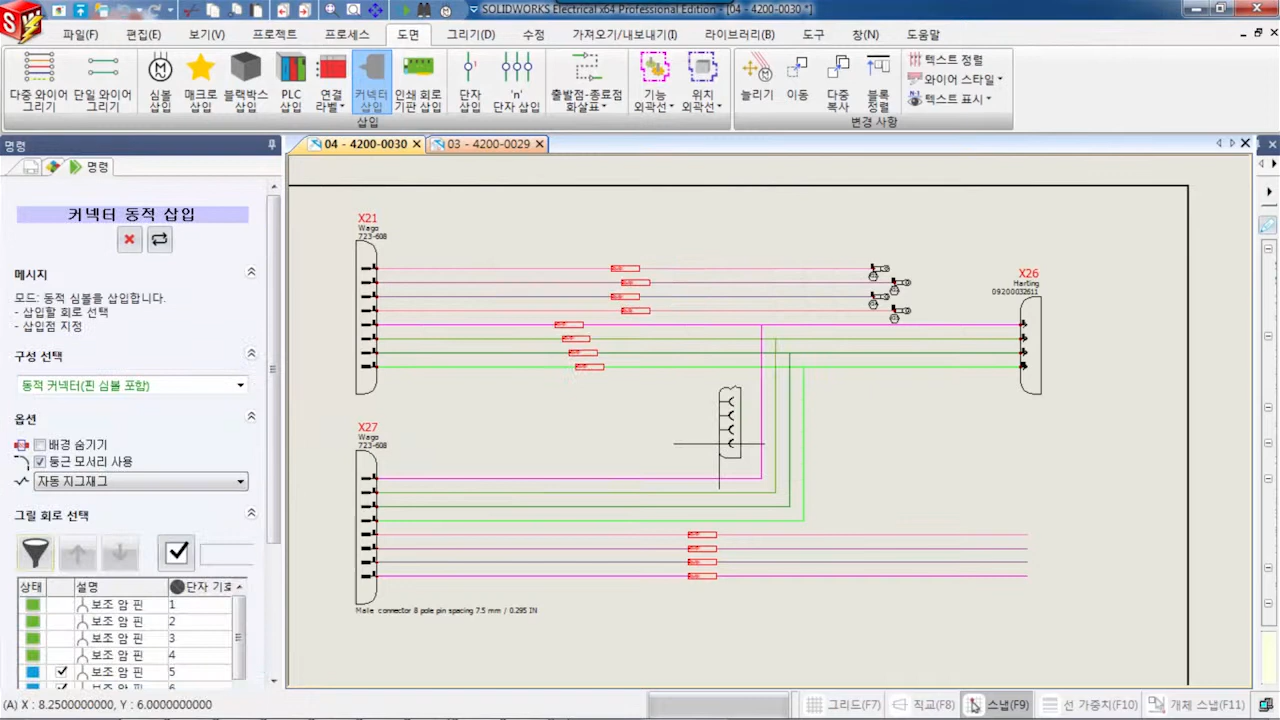 SOLIDWORKS Electrical x64 Professional Edition - [04 - 4200-0030 *]
파일(F) 편집(E) 보기(V) 프로젝트 프로세스 도면 그리기(D) 수정 가져오기/내보내기(I) 라이브러리(B) 도구 창(N) 도움말
다중 와이어 그리기
단일 와이어 그리기
심볼 삽입
매크로 삽입
블랙박스 삽입
PLC 삽입
연결 라벨
커넥터 삽입
인쇄 회로 기판 삽입
단자 삽입
'n' 단자 삽입
출발점-종료점 화살표
기능 외곽선
위치 외곽선
늘리기
이동
다중 복사
블록 정렬
텍스트 정렬
와이어 스타일
텍스트 표시
삽입
변경 사항
명령
04 - 4200-0030
03 - 4200-0029
명령
커넥터 동적 삽입
메시지
모드: 동적 심볼을 삽입합니다.
- 삽입할 회로 선택
- 삽입점 지정
구성 선택
동적 커넥터(핀 심볼 포함)
옵션
배경 숨기기
둥근 모서리 사용
자동 지그재그
그릴 회로 선택
상태 설명 단자 기호
보조 암 핀 1
보조 암 핀 2
보조 암 핀 3
보조 암 핀 4
보조 암 핀 5
X21
Wago
723-608
X26
Harting
09200032611
X27
Wago
723-608
Male connector 8 pole pin spacing 7.5 mm / 0.295 IN
(A) X : 8.2500000000, Y : 6.0000000000
그리드(F7) 직교(F8) 스냅(F9) 선 가중치(F10) 개체 스냅(F11)